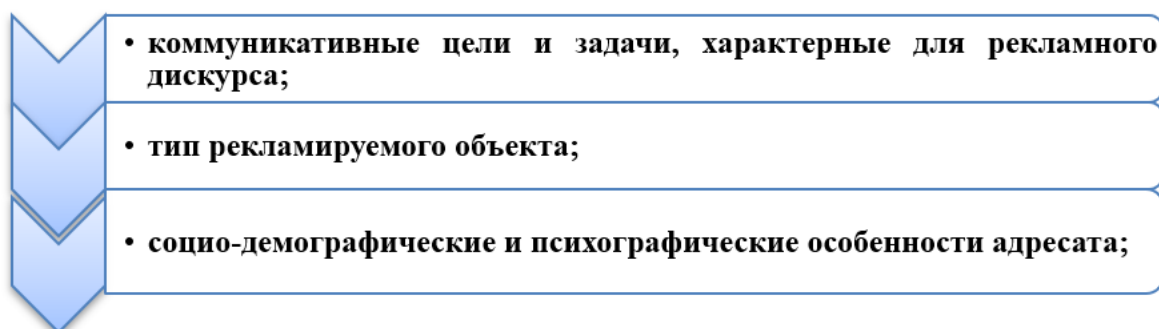 • коммуникативные цели и задачи, характерные для рекламного
дискурса;
• тип рекламируемого объекта;
• социо-демографические и психографические особенности адресата;